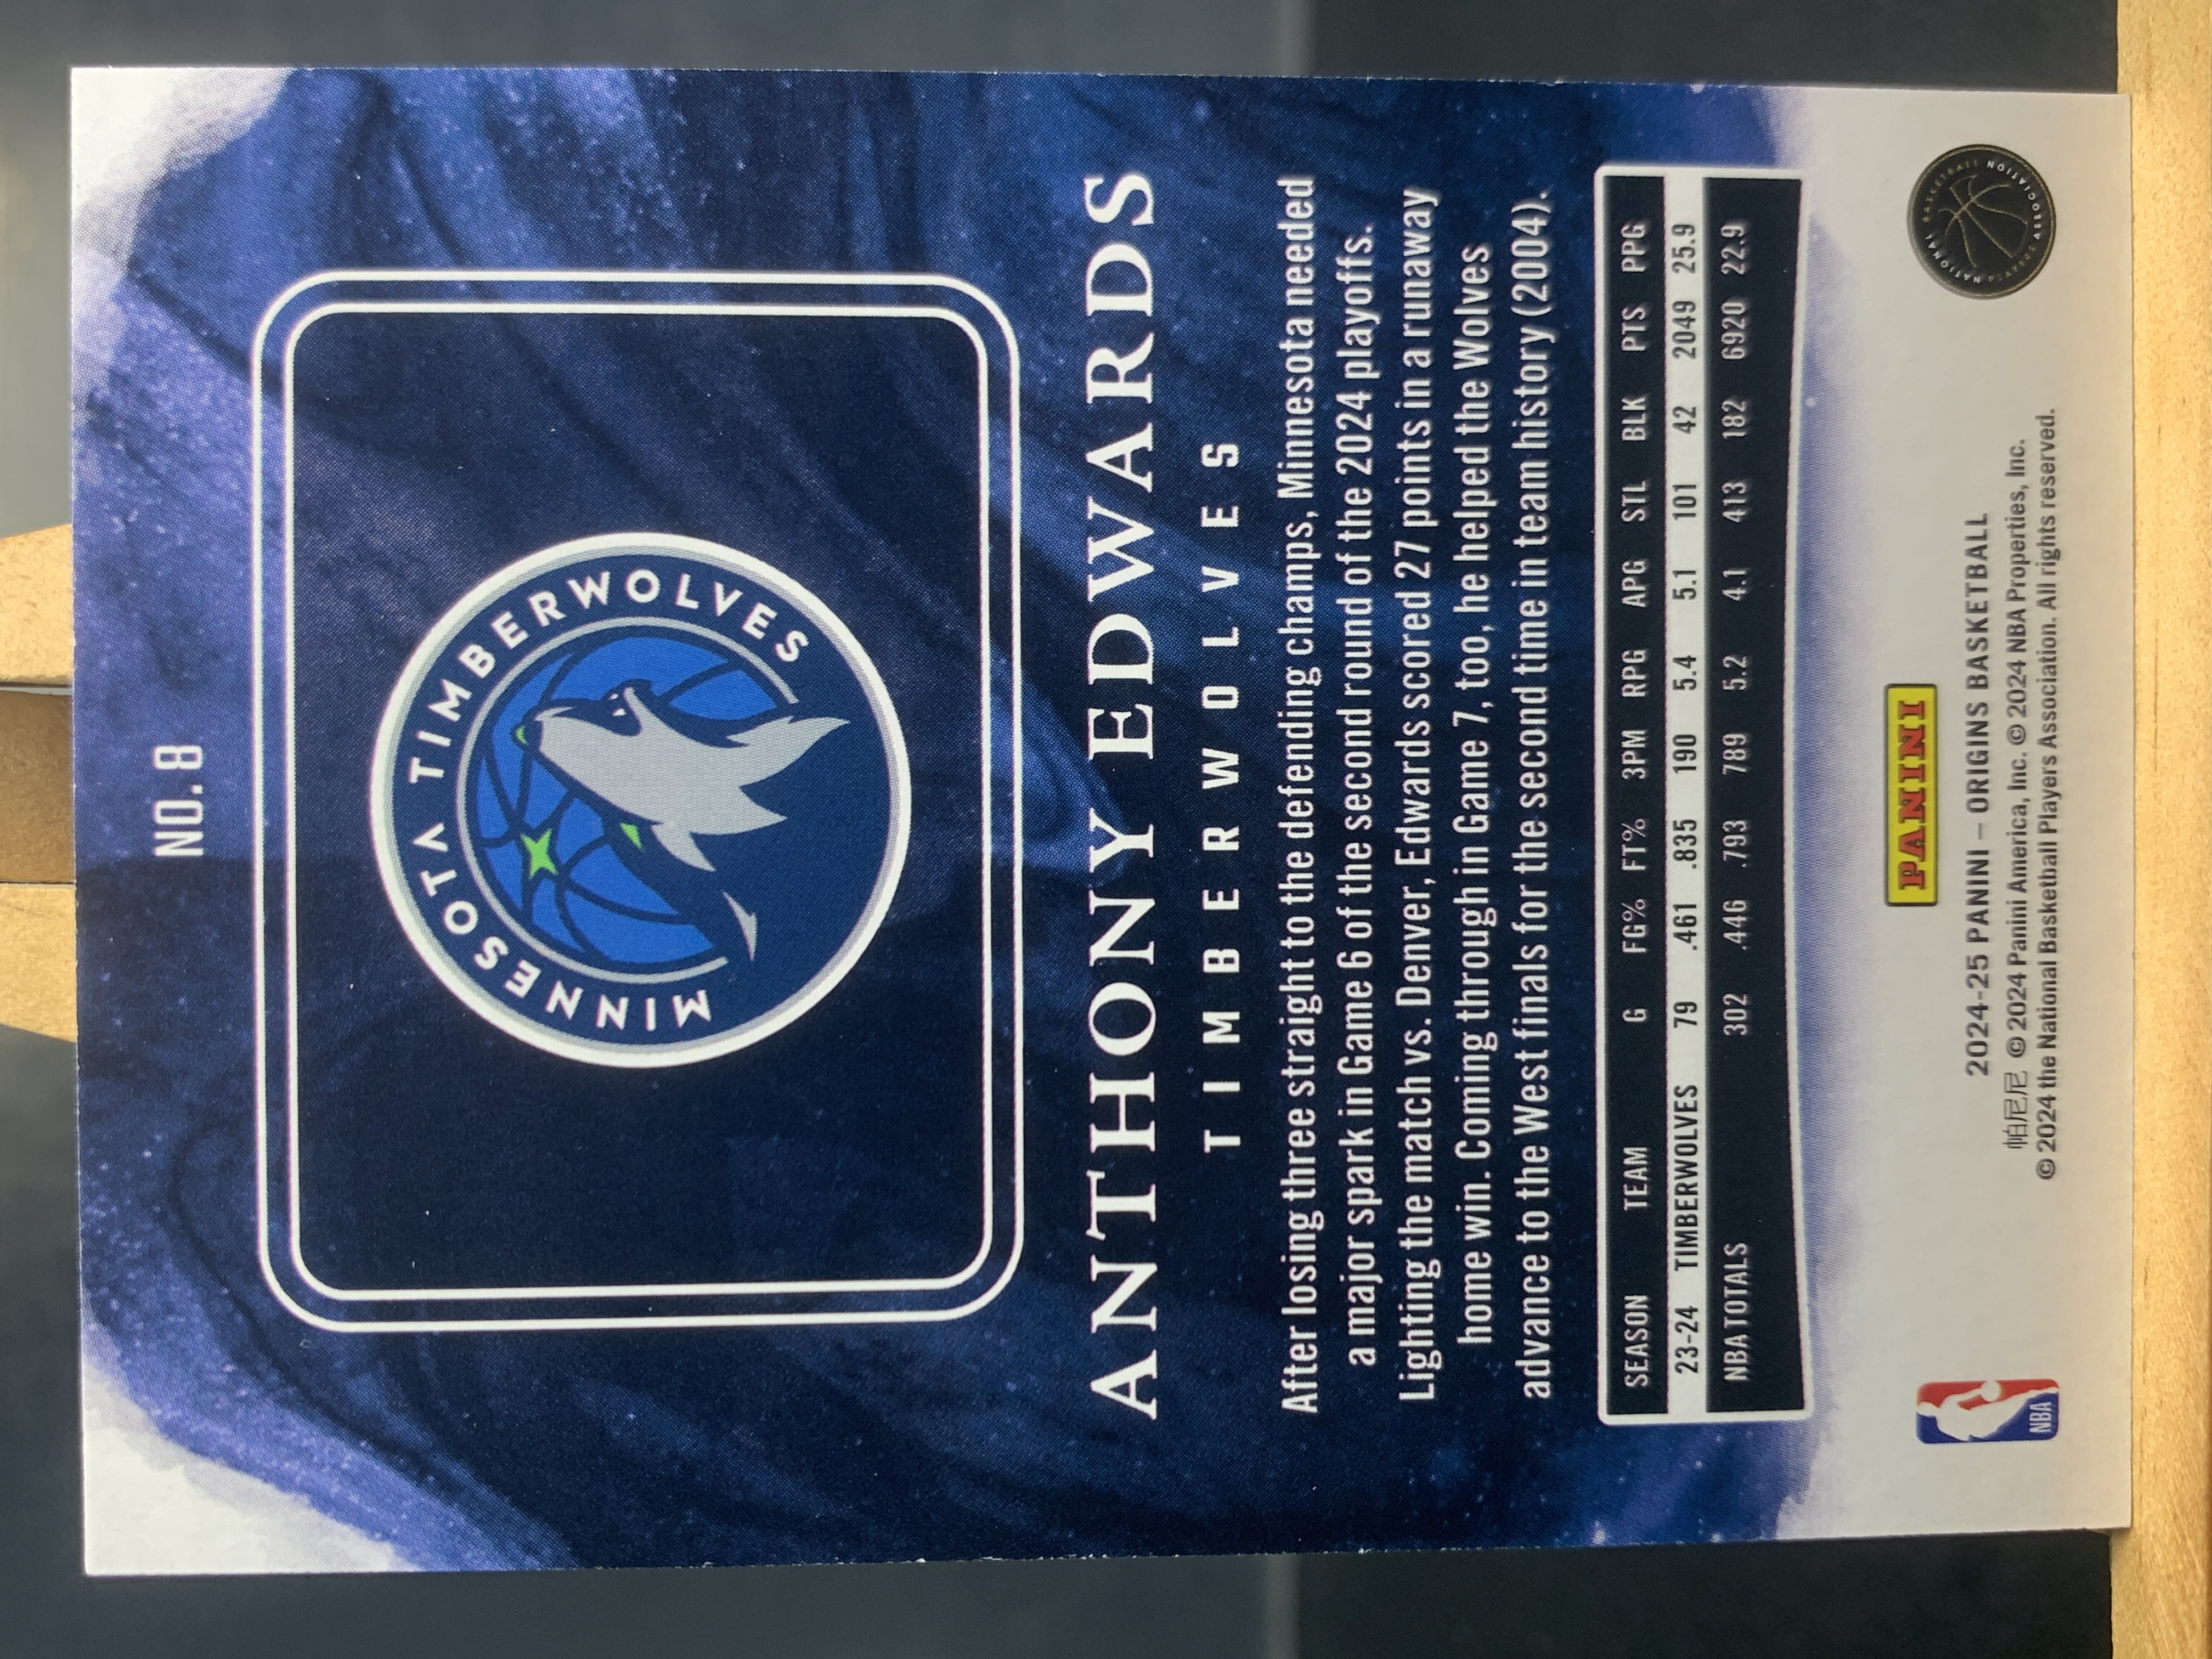 NO. 8
MINNESOTA TIMBERWOLVES
ANTHONY EDWARDS
TIMBERWOLVES
After losing three straight to the defending champs, Minnesota needed
a major spark in Game 6 of the second round of the 2024 playoffs.
Lighting the match vs. Denver, Edwards scored 27 points in a runaway
home win. Coming through in Game 7, too, he helped the Wolves
advance to the West finals for the second time in team history (2004).
SEASON TEAM G FG% FT% 3PM RPG APG STL BLK PTS PPG
23-24 TIMBERWOLVES 79 .461 .835 190 5.4 5.1 101 42 2049 25.9
NBA TOTALS 302 .446 .793 789 5.2 4.1 413 182 6920 22.9
PANINI
2024-25 PANINI – ORIGINS BASKETBALL
帕尼尼 © 2024 Panini America, Inc. © 2024 NBA Properties, Inc.
© 2024 the National Basketball Players Association. All rights reserved.
NBA
NATIONAL BASKETBALL PLAYERS ASSOCIATION